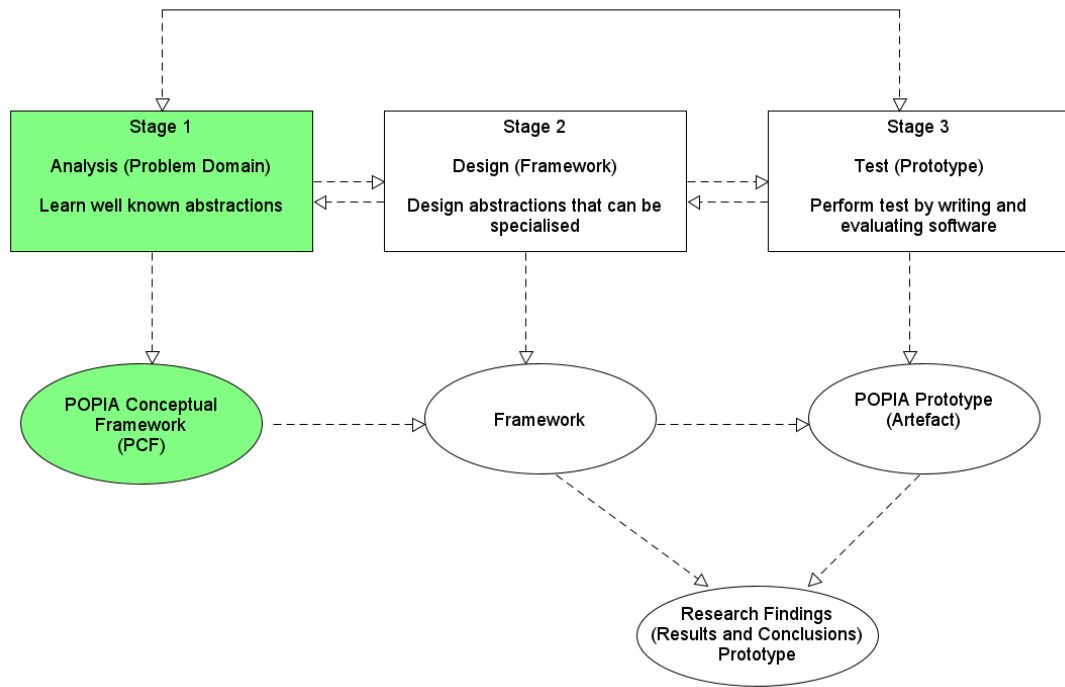 Stage 1
Analysis (Problem Domain)
Learn well known abstractions
Stage 2
Design (Framework)
Design abstractions that can be
specialised
Stage 3
Test (Prototype)
Perform test by writing and
evaluating software
POPIA Conceptual
Framework
(PCF)
Framework
POPIA Prototype
(Artefact)
Research Findings
(Results and Conclusions)
Prototype